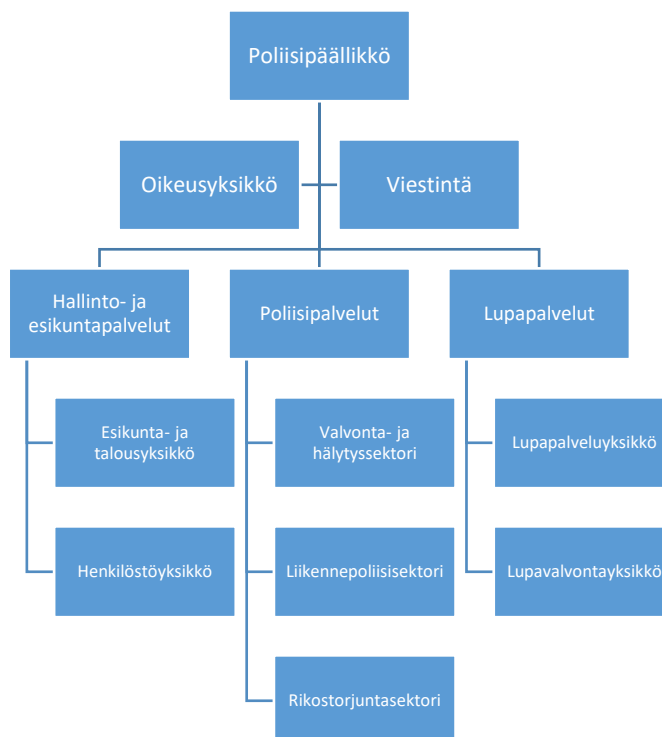 Poliisipäällikkö
Oikeusyksikkö
Viestintä
Hallinto- ja
esikuntapalvelut
Poliisipalvelut
Lupapalvelut
Esikunta- ja
talousyksikkö
Valvonta- ja
hälytyssektori
Lupapalveluyksikkö
Henkilöstöyksikkö
Liikennepoliisisektori
Lupavalvontayksikkö
Rikostorjuntasektori